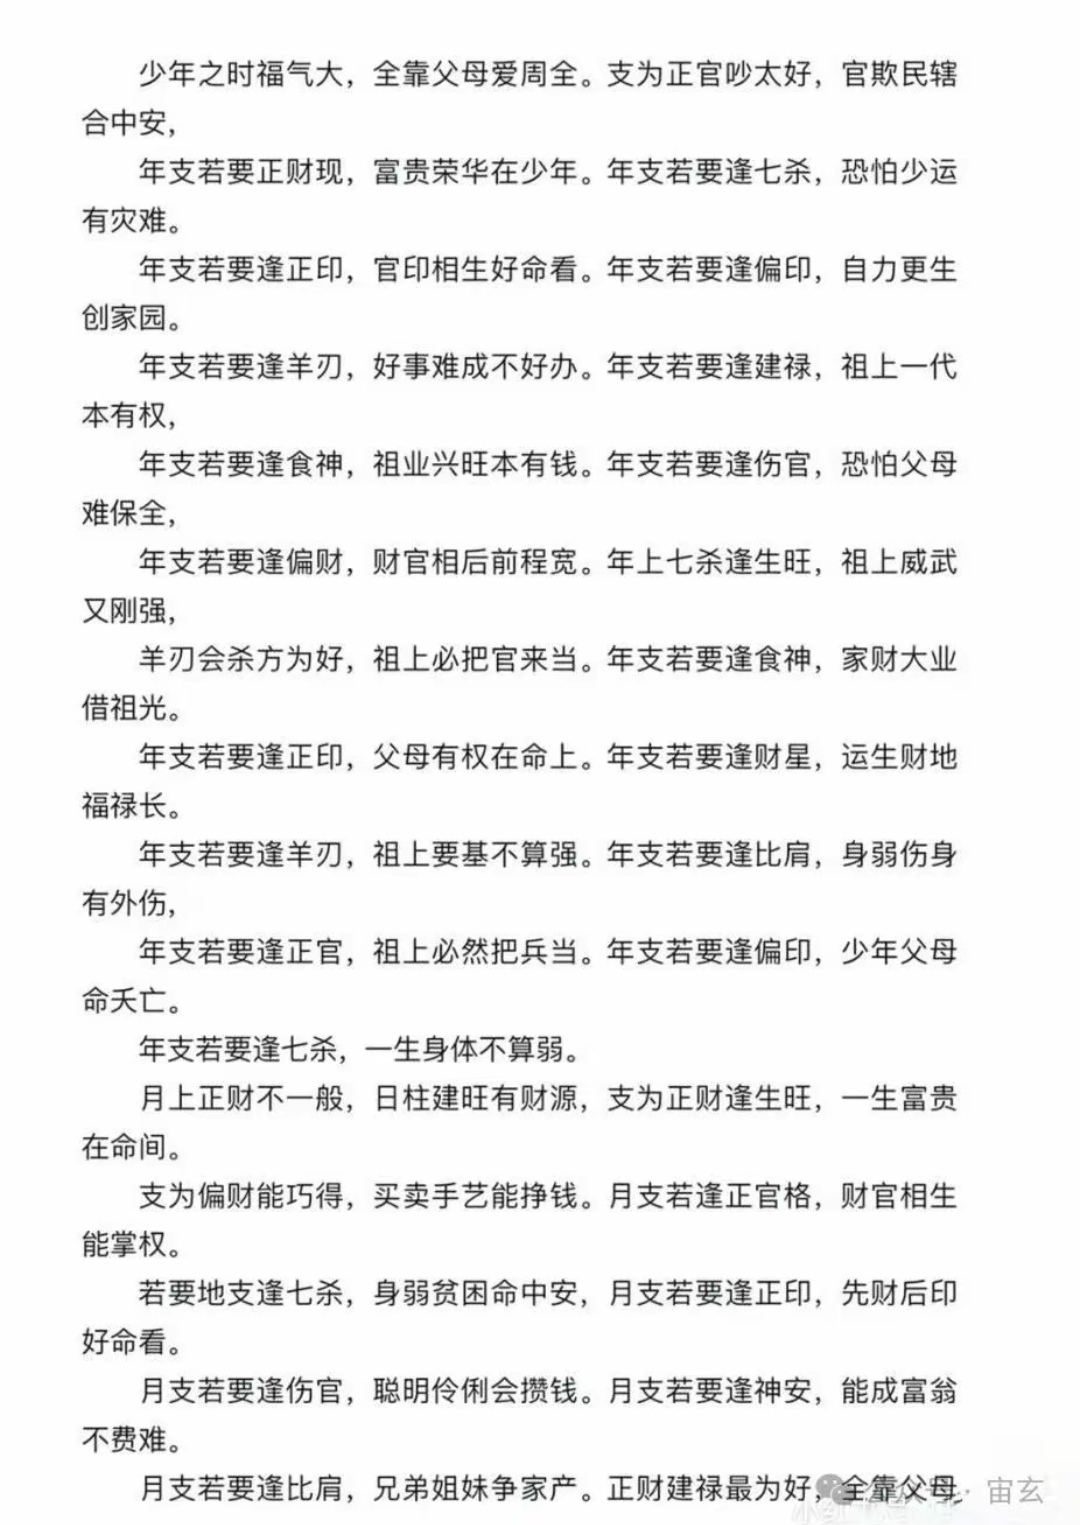 少年之时福气大，全靠父母爱周全。支为正官吵太好，官欺民辖
合中安，
年支若要正财现，富贵荣华在少年。年支若要逢七杀，恐怕少运
有灾难。
年支若要逢正印，官印相生好命看。年支若要逢偏印，自力更生
创家园。
年支若要逢羊刃，好事难成不好办。年支若要逢建禄，祖上一代
本有权，
年支若要逢食神，祖业兴旺本有钱。年支若要逢伤官，恐怕父母
难保全，
年支若要逢偏财，财官相后前程宽。年上七杀逢生旺，祖上威武
又刚强，
羊刃会杀方为好，祖上必把官来当。年支若要逢食神，家财大业
借祖光。
年支若要逢正印，父母有权在命上。年支若要逢财星，运生财地
福禄长。
年支若要逢羊刃，祖上要基不算强。年支若要逢比肩，身弱伤身
有外伤，
年支若要逢正官，祖上必然把兵当。年支若要逢偏印，少年父母
命夭亡。
年支若要逢七杀，一生身体不算弱。
月上正财不一般，日柱建旺有财源，支为正财逢生旺，一生富贵
在命间。
支为偏财能巧得，买卖手艺能挣钱。月支若逢正官格，财官相生
能掌权。
若要地支逢七杀，身弱贫困命中安，月支若要逢正印，先财后印
好命看。
月支若要逢伤官，聪明伶俐会攒钱。月支若要逢神安，能成富翁
不费难。
月支若要逢比肩，兄弟姐妹争家产。正财建禄最为好，全靠父母
宙玄